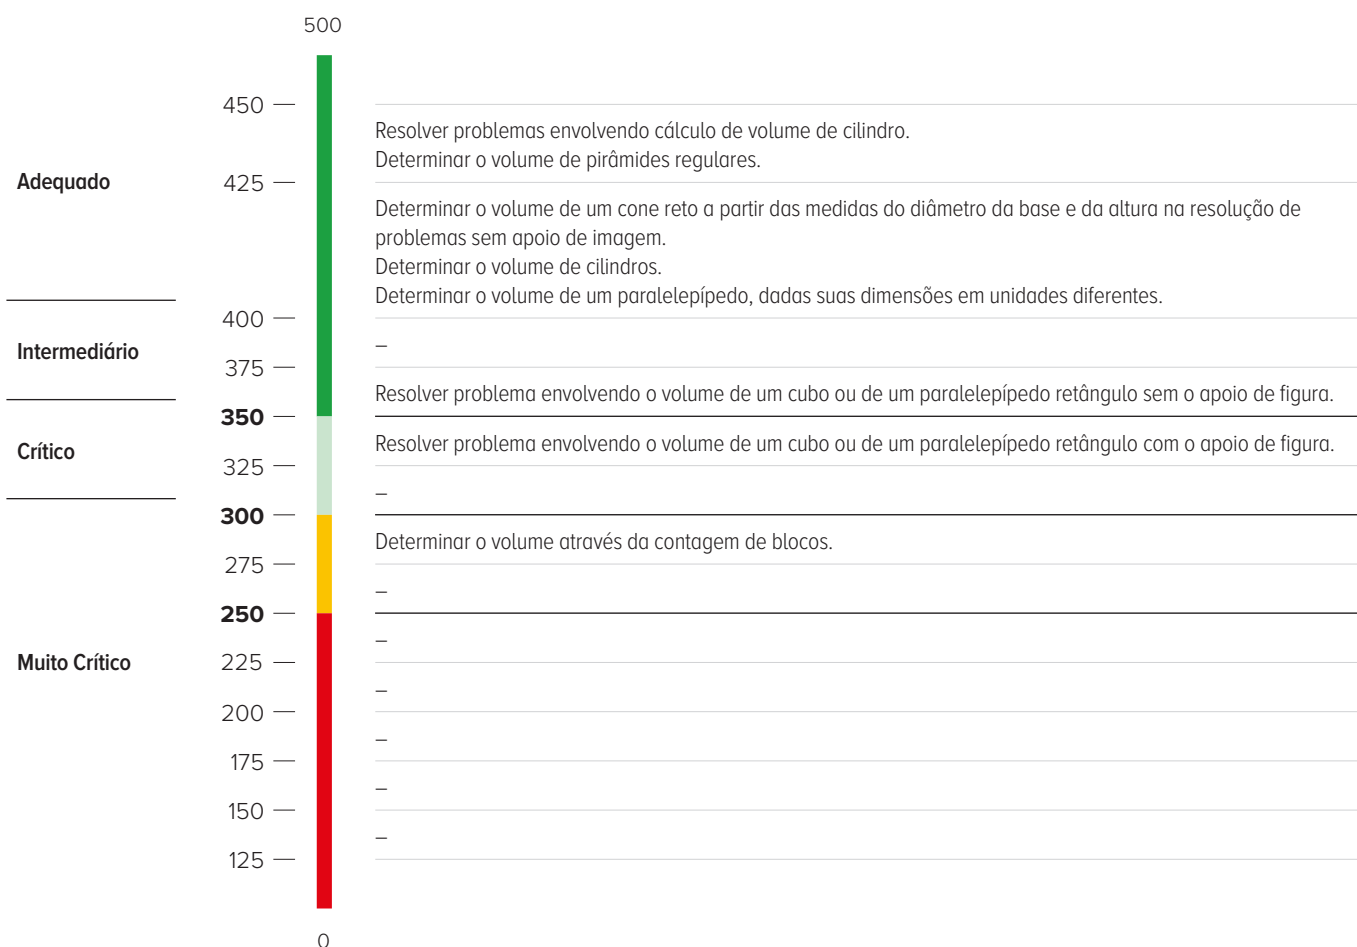 500
450
Resolver problemas envolvendo cálculo de volume de cilindro.
Determinar o volume de pirâmides regulares.
Adequado
425
Determinar o volume de um cone reto a partir das medidas do diâmetro da base e da altura na resolução de
problemas sem apoio de imagem.
Determinar o volume de cilindros.
Determinar o volume de um paralelepípedo, dadas suas dimensões em unidades diferentes.
400
–
Intermediário
375
Resolver problema envolvendo o volume de um cubo ou de um paralelepípedo retângulo sem o apoio de figura.
350
Resolver problema envolvendo o volume de um cubo ou de um paralelepípedo retângulo com o apoio de figura.
Crítico
325
–
300
Determinar o volume através da contagem de blocos.
275
–
250
–
Muito Crítico
225
–
200
–
175
–
150
–
125
0